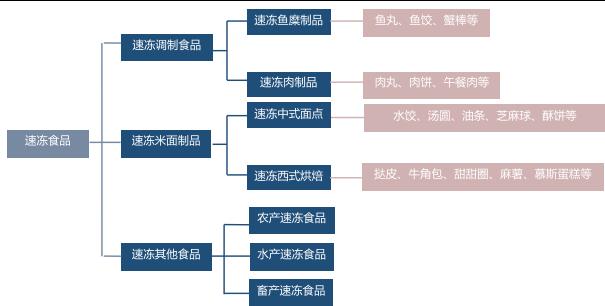 速冻食品
速冻调制食品
速冻鱼糜制品
鱼丸、鱼饺、蟹棒等
速冻肉制品
肉丸、肉饼、午餐肉等
速冻米面制品
速冻中式面点
水饺、汤圆、油条、芝麻球、酥饼等
速冻西式烘焙
挞皮、牛角包、甜甜圈、麻薯、慕斯蛋糕等
速冻其他食品
农产速冻食品
水产速冻食品
畜产速冻食品